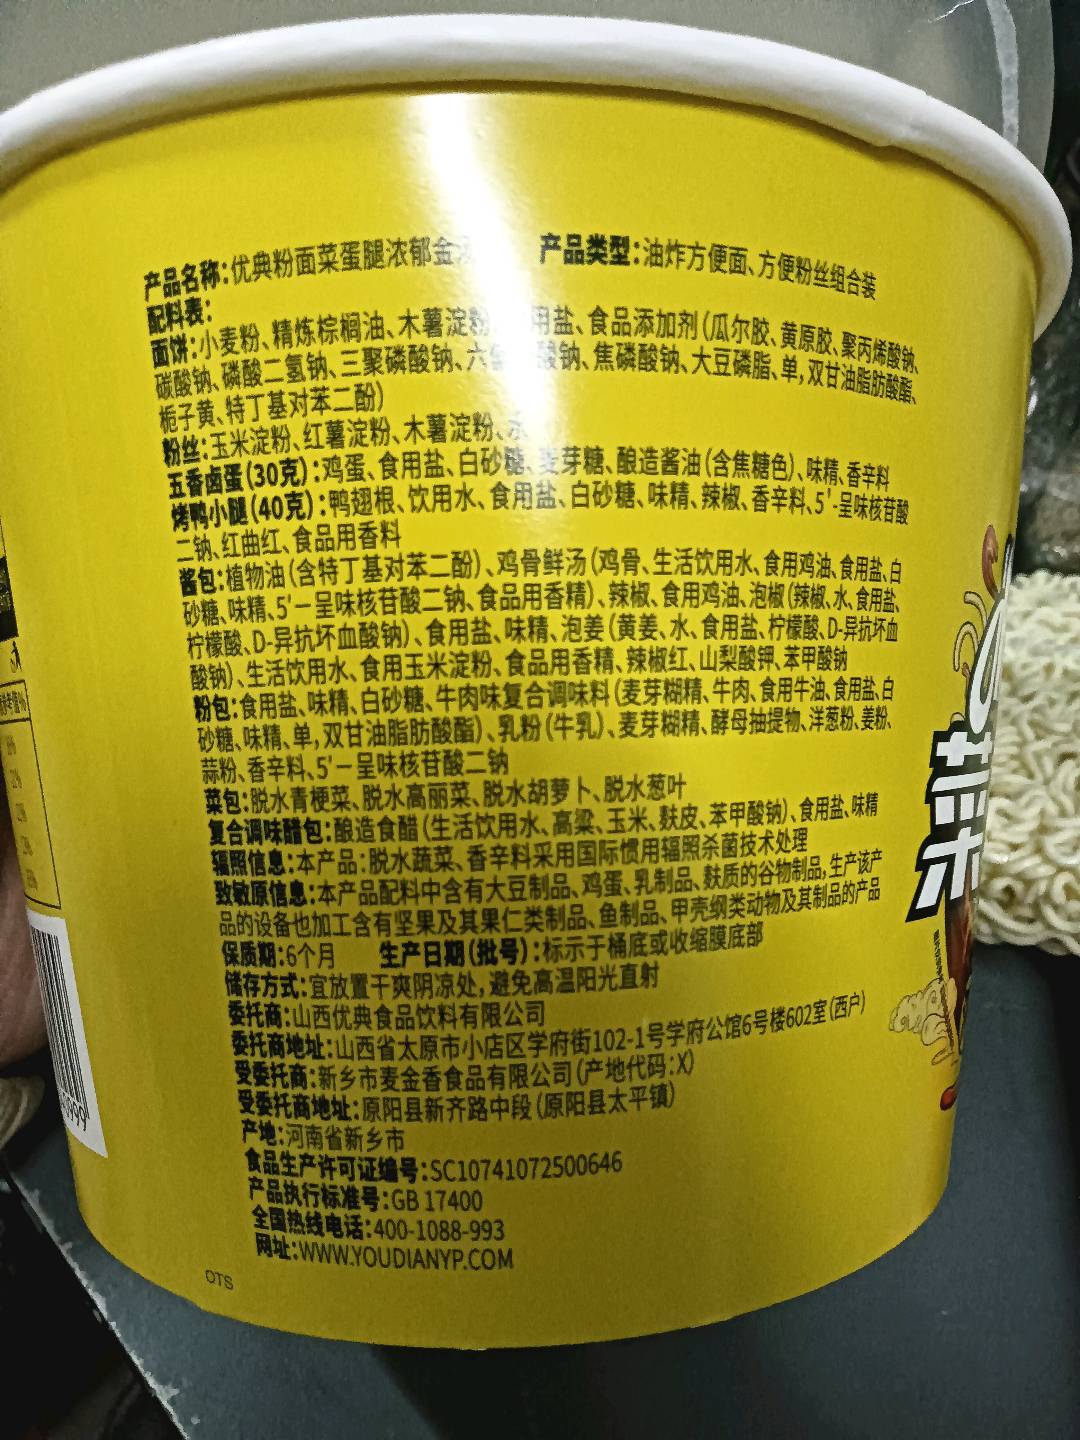 产品名称:优典粉面菜蛋腿浓郁金 产品类型:油炸方便面、方便粉丝组合装
配料表:
面饼:小麦粉、精炼棕榈油、木薯淀粉 用盐、食品添加剂(瓜尔胶、黄原胶、聚丙烯酸钠、
碳酸钠、磷酸二氢钠、三聚磷酸钠、六 酸钠、焦磷酸钠、大豆磷脂、单,双甘油脂肪酸酯、
栀子黄、特丁基对苯二酚)
粉丝:玉米淀粉、红薯淀粉、木薯淀粉、水
五香卤蛋(30克):鸡蛋、食用盐、白砂糖、麦芽糖、酿造酱油(含焦糖色)、味精、香辛料
烤鸭小腿(40克):鸭翅根、饮用水、食用盐、白砂糖、味精、辣椒、香辛料、5'-呈味核苷酸
二钠、红曲红、食品用香料
酱包:植物油(含特丁基对苯二酚)、鸡骨鲜汤(鸡骨、生活饮用水、食用鸡油、食用盐、白
砂糖、味精、5'－呈味核苷酸二钠、食品用香精)、辣椒、食用鸡油、泡椒(辣椒、水、食用盐、
柠檬酸、D-异抗坏血酸钠)、食用盐、味精、泡姜(黄姜、水、食用盐、柠檬酸、D-异抗坏血
酸钠)、生活饮用水、食用玉米淀粉、食品用香精、辣椒红、山梨酸钾、苯甲酸钠
粉包:食用盐、味精、白砂糖、牛肉味复合调味料(麦芽糊精、牛肉、食用牛油、食用盐、白
砂糖、味精、单,双甘油脂肪酸酯)、乳粉(牛乳)、麦芽糊精、酵母抽提物、洋葱粉、姜粉、
蒜粉、香辛料、5'－呈味核苷酸二钠
菜包:脱水青梗菜、脱水高丽菜、脱水胡萝卜、脱水葱叶
复合调味醋包:酿造食醋(生活饮用水、高粱、玉米、麸皮、苯甲酸钠)、食用盐、味精
辐照信息:本产品:脱水蔬菜、香辛料采用国际惯用辐照杀菌技术处理
致敏原信息:本产品配料中含有大豆制品、鸡蛋、乳制品、麸质的谷物制品,生产该产
品的设备也加工含有坚果及其果仁类制品、鱼制品、甲壳纲类动物及其制品的产品
保质期:6个月 生产日期(批号):标示于桶底或收缩膜底部
储存方式:宜放置干爽阴凉处,避免高温阳光直射
委托商:山西优典食品饮料有限公司
委托商地址:山西省太原市小店区学府街102-1号学府公馆6号楼602室(西户)
受委托商:新乡市麦金香食品有限公司(产地代码:X)
受委托商地址:原阳县新齐路中段(原阳县太平镇)
产地:河南省新乡市
食品生产许可证编号:SC10741072500646
产品执行标准号:GB 17400
全国热线电话:400-1088-993
网址:WWW.YOUDIANYP.COM
OTS
菜